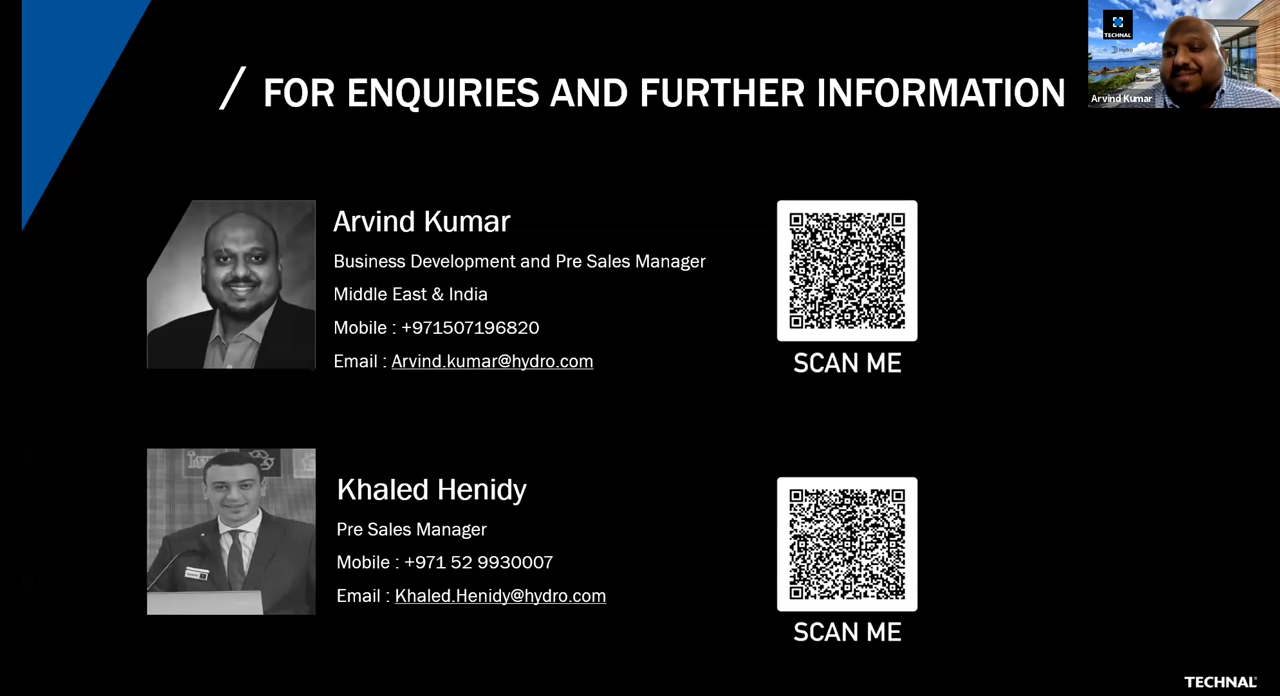 / FOR ENQUIRIES AND FURTHER INFORMATION
TECHNAL
Hydro
Arvind Kumar
Arvind Kumar
Business Development and Pre Sales Manager
Middle East & India
Mobile : +971507196820
Email : Arvind.kumar@hydro.com
SCAN ME
Khaled Henidy
Pre Sales Manager
Mobile : +971 52 9930007
Email : Khaled.Henidy@hydro.com
SCAN ME
TECHNAL